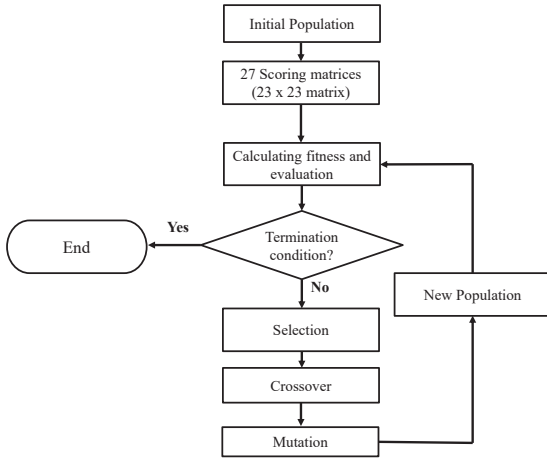 Initial Population
27 Scoring matrices
(23 x 23 matrix)
Calculating fitness and
evaluation
Termination
condition?
Yes
End
No
Selection
New Population
Crossover
Mutation